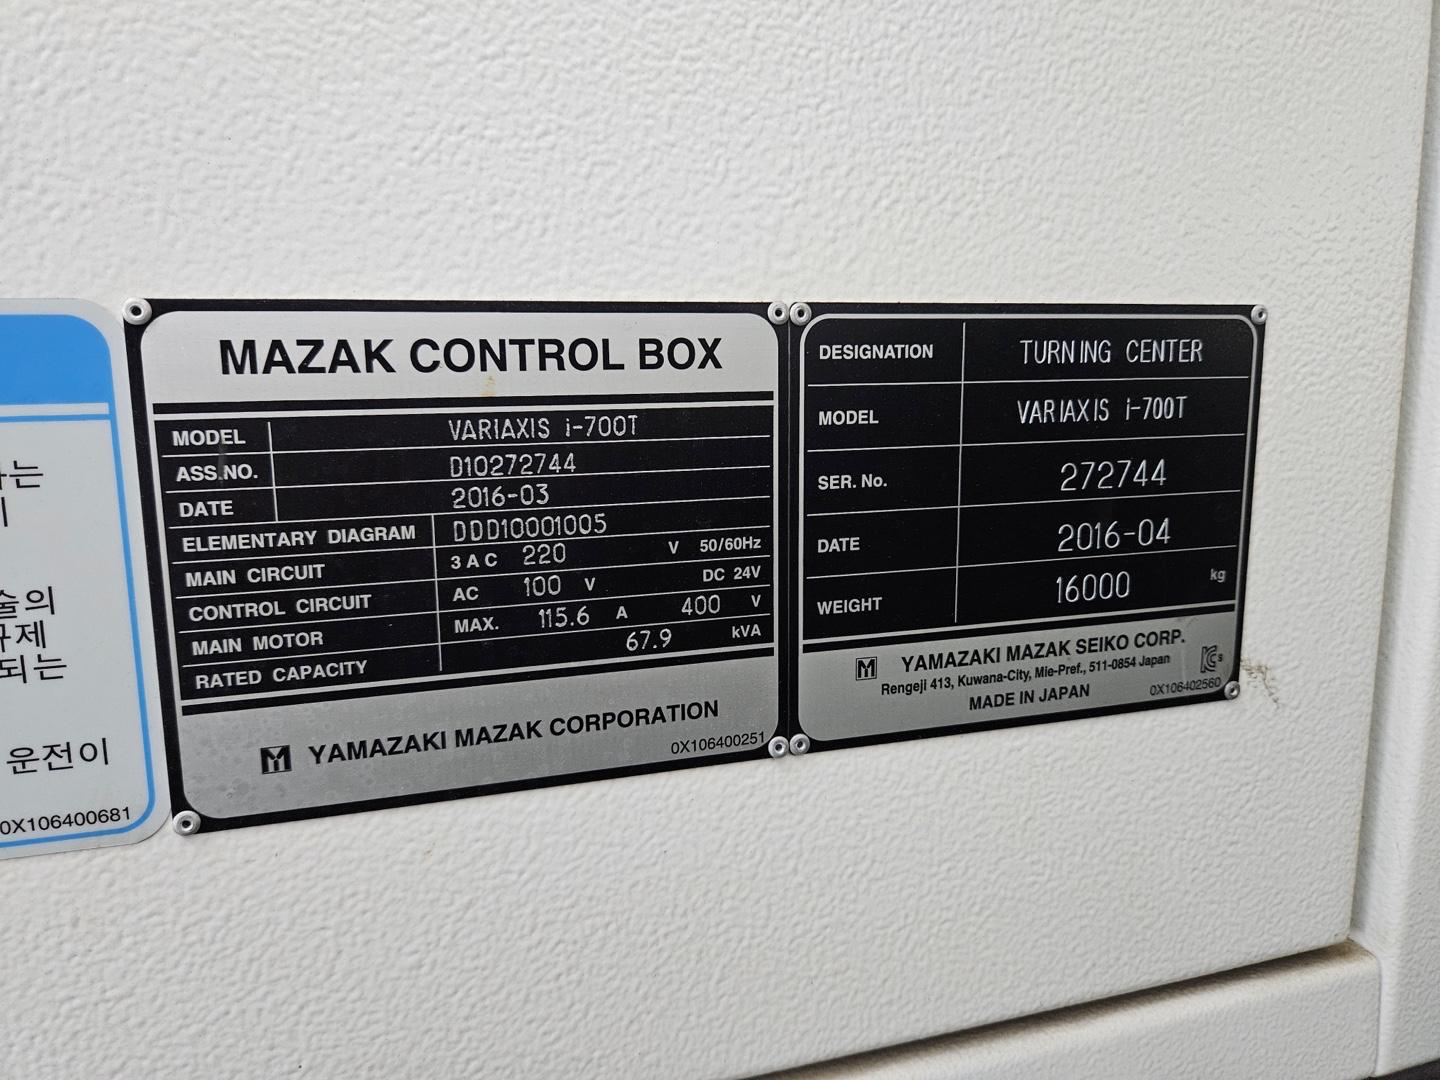 하는
술의
규제
되는
운전이
0X106400681
MAZAK CONTROL BOX
MODEL VARIAXIS i-700T
ASS.NO. D10272744
DATE 2016-03
ELEMENTARY DIAGRAM DDD10001005
MAIN CIRCUIT 3 A C 220 V 50/60Hz
CONTROL CIRCUIT AC 100 V DC 24V
MAIN MOTOR MAX. 115.6 A 400 V
RATED CAPACITY 67.9 kVA
YAMAZAKI MAZAK CORPORATION
0X106400251
DESIGNATION TURNING CENTER
MODEL VARIAXIS i-700T
SER. No. 272744
DATE 2016-04
WEIGHT 16000 kg
YAMAZAKI MAZAK SEIKO CORP.
Rengeji 413, Kuwana-City, Mie-Pref., 511-0854 Japan
MADE IN JAPAN
0X106402560